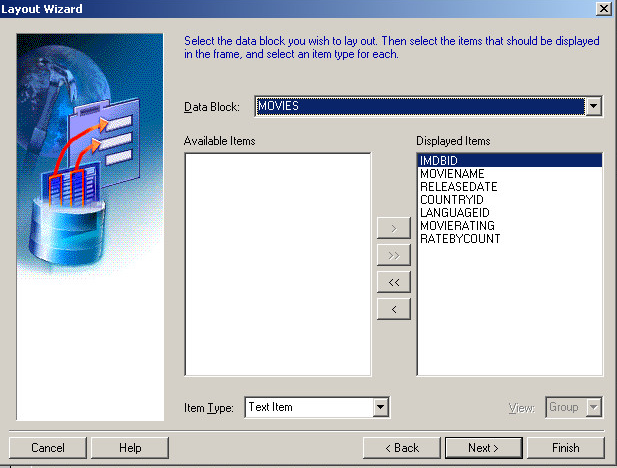 Layout Wizard
Select the data block you wish to lay out. Then select the items that should be displayed
in the frame, and select an item type for each.
Data Block: MOVIES
Available Items
Displayed Items
IMDBID
MOVIENAME
RELEASEDATE
COUNTRYID
LANGUAGEID
MOVIERATING
RATEBYCOUNT
>
>>
<<
<
Item Type: Text Item
View: Group
Cancel
Help
< Back
Next >
Finish